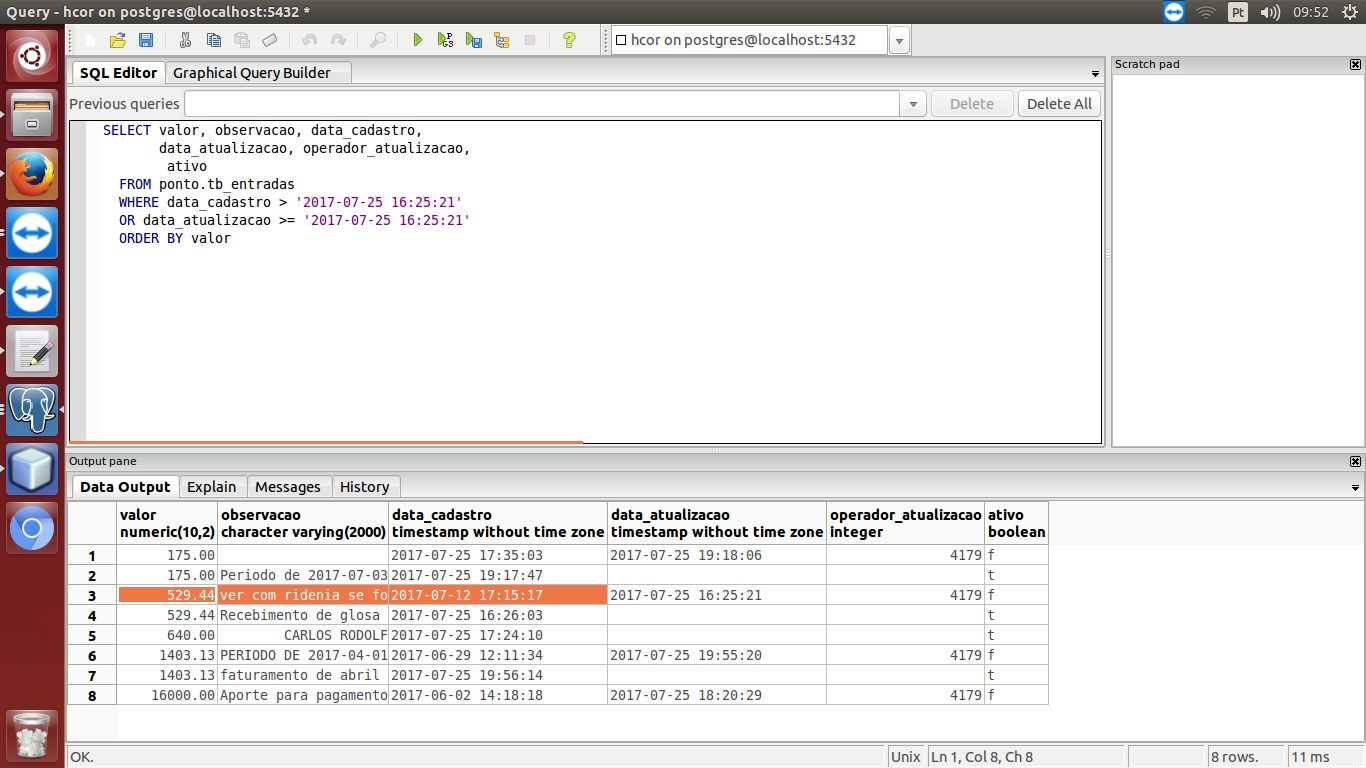 Query - hcor on postgres@localhost:5432 *
Pt
09:52
hcor on postgres@localhost:5432
SQL Editor
Graphical Query Builder
Previous queries
Delete
Delete All
SELECT valor, observacao, data_cadastro,
data_atualizacao, operador_atualizacao,
ativo
FROM ponto.tb_entradas
WHERE data_cadastro > '2017-07-25 16:25:21'
OR data_atualizacao >= '2017-07-25 16:25:21'
ORDER BY valor
Scratch pad
Output pane
Data Output
Explain
Messages
History
valor observacao data_cadastro data_atualizacao operador_atualizacao ativo
numeric(10,2) character varying(2000) timestamp without time zone timestamp without time zone integer boolean
1 175.00 2017-07-25 17:35:03 2017-07-25 19:18:06 4179 f
2 175.00 Periodo de 2017-07-03 2017-07-25 19:17:47 t
3 529.44 ver com ridenia se fo 2017-07-12 17:15:17 2017-07-25 16:25:21 4179 f
4 529.44 Recebimento de glosa 2017-07-25 16:26:03 t
5 640.00 CARLOS RODOLF 2017-07-25 17:24:10 t
6 1403.13 PERIODO DE 2017-04-01 2017-06-29 12:11:34 2017-07-25 19:55:20 4179 f
7 1403.13 faturamento de abril 2017-07-25 19:56:14 t
8 16000.00 Aporte para pagamento 2017-06-02 14:18:18 2017-07-25 18:20:29 4179 f
OK.
Unix
Ln 1, Col 8, Ch 8
8 rows.
11 ms